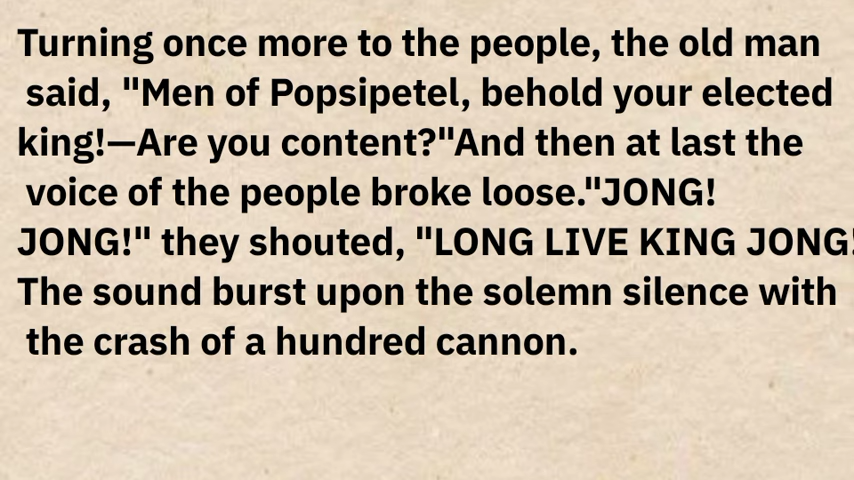 Turning once more to the people, the old man
said, "Men of Popsipetel, behold your elected
king!—Are you content?"And then at last the
voice of the people broke loose."JONG!
JONG!" they shouted, "LONG LIVE KING JONG!
The sound burst upon the solemn silence with
the crash of a hundred cannon.